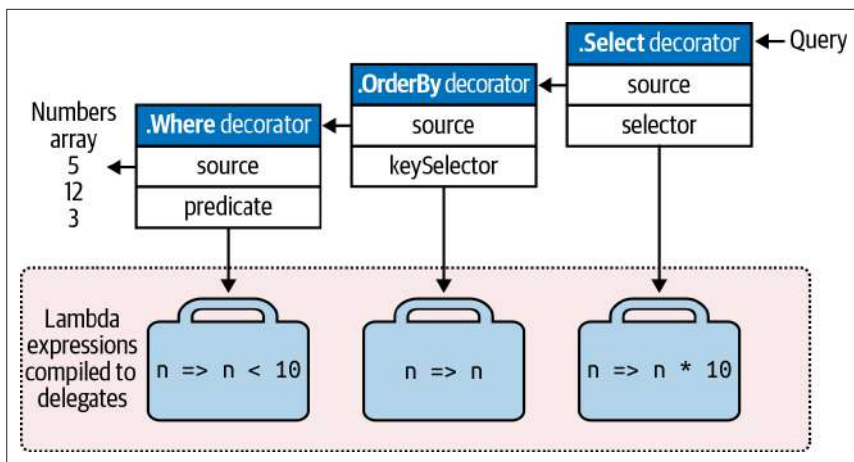 .Select decorator
Query
source
selector
.OrderBy decorator
source
keySelector
.Where decorator
source
predicate
Numbers
array
5
12
3
Lambda
expressions
compiled to
delegates
n => n < 10
n => n
n => n * 10